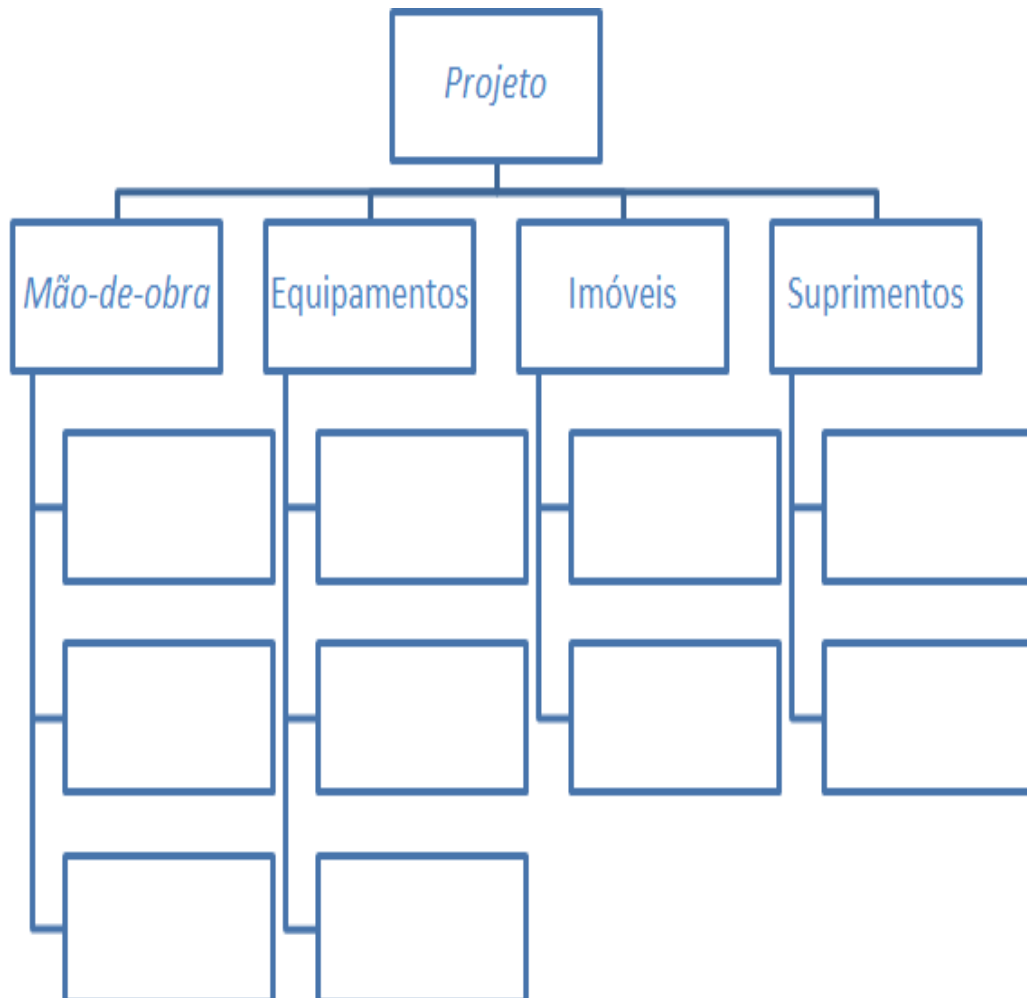 Projeto
Mão-de-obra
Equipamentos
Imóveis
Suprimentos